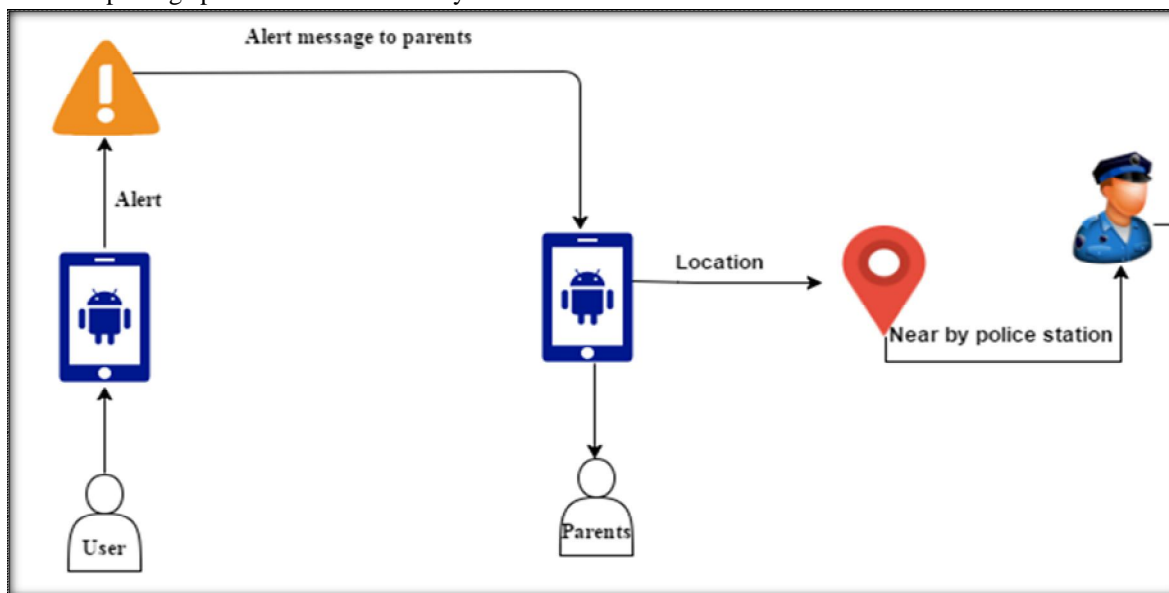 Alert message to parents
Alert
Location
Near by police station
User
Parents